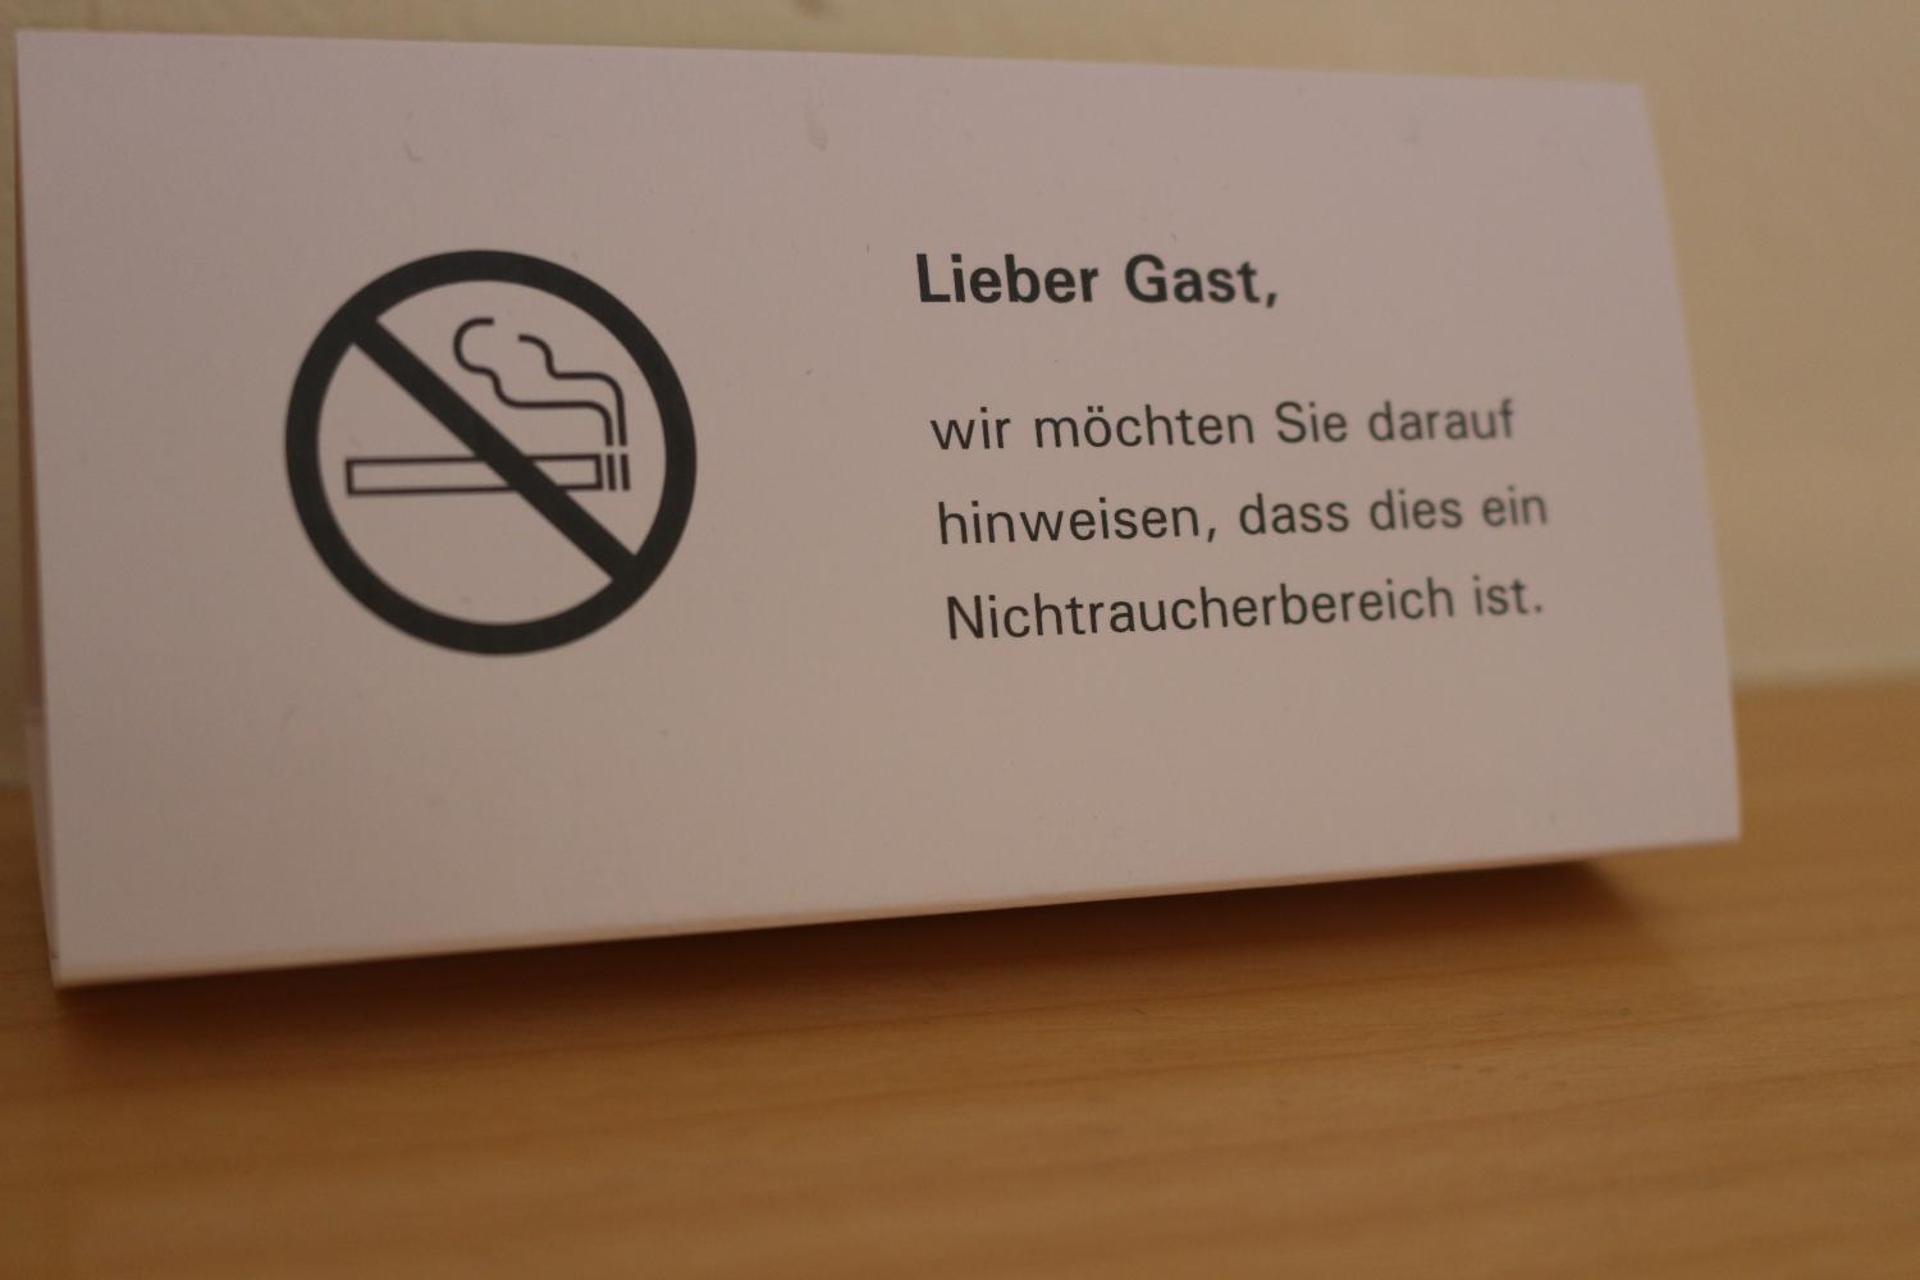 Lieber Gast,
wir möchten Sie darauf
hinweisen, dass dies ein
Nichtraucherbereich ist.